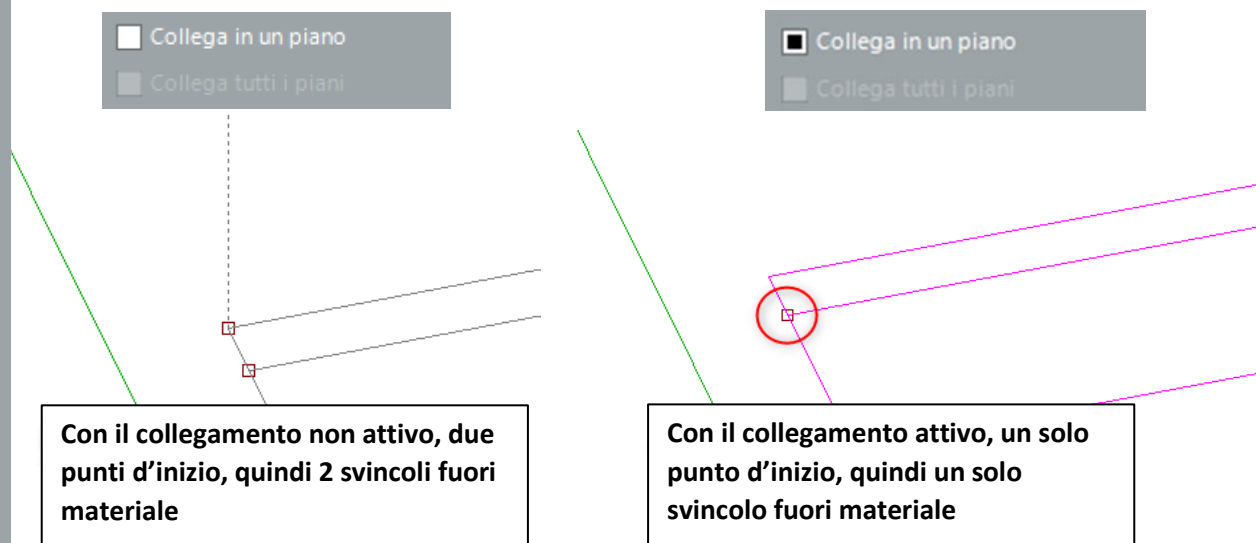 Collega in un piano
Collega tutti i piani
Collega in un piano
Collega tutti i piani
Con il collegamento non attivo, due
punti d’inizio, quindi 2 svincoli fuori
materiale
Con il collegamento attivo, un solo
punto d’inizio, quindi un solo
svincolo fuori materiale